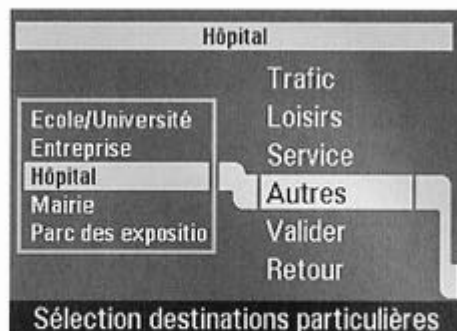 Hôpital
Trafic
Loisirs
Service
Autres
Valider
Retour
Ecole/Université
Entreprise
Hôpital
Mairie
Parc des expositio
Sélection destinations particulières